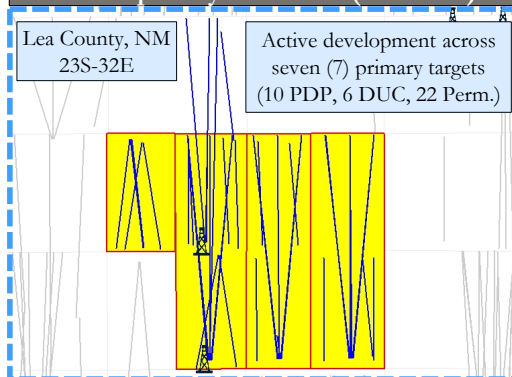 Lea County, NM
23S-32E
Active development across
seven (7) primary targets
(10 PDP, 6 DUC, 22 Perm.)